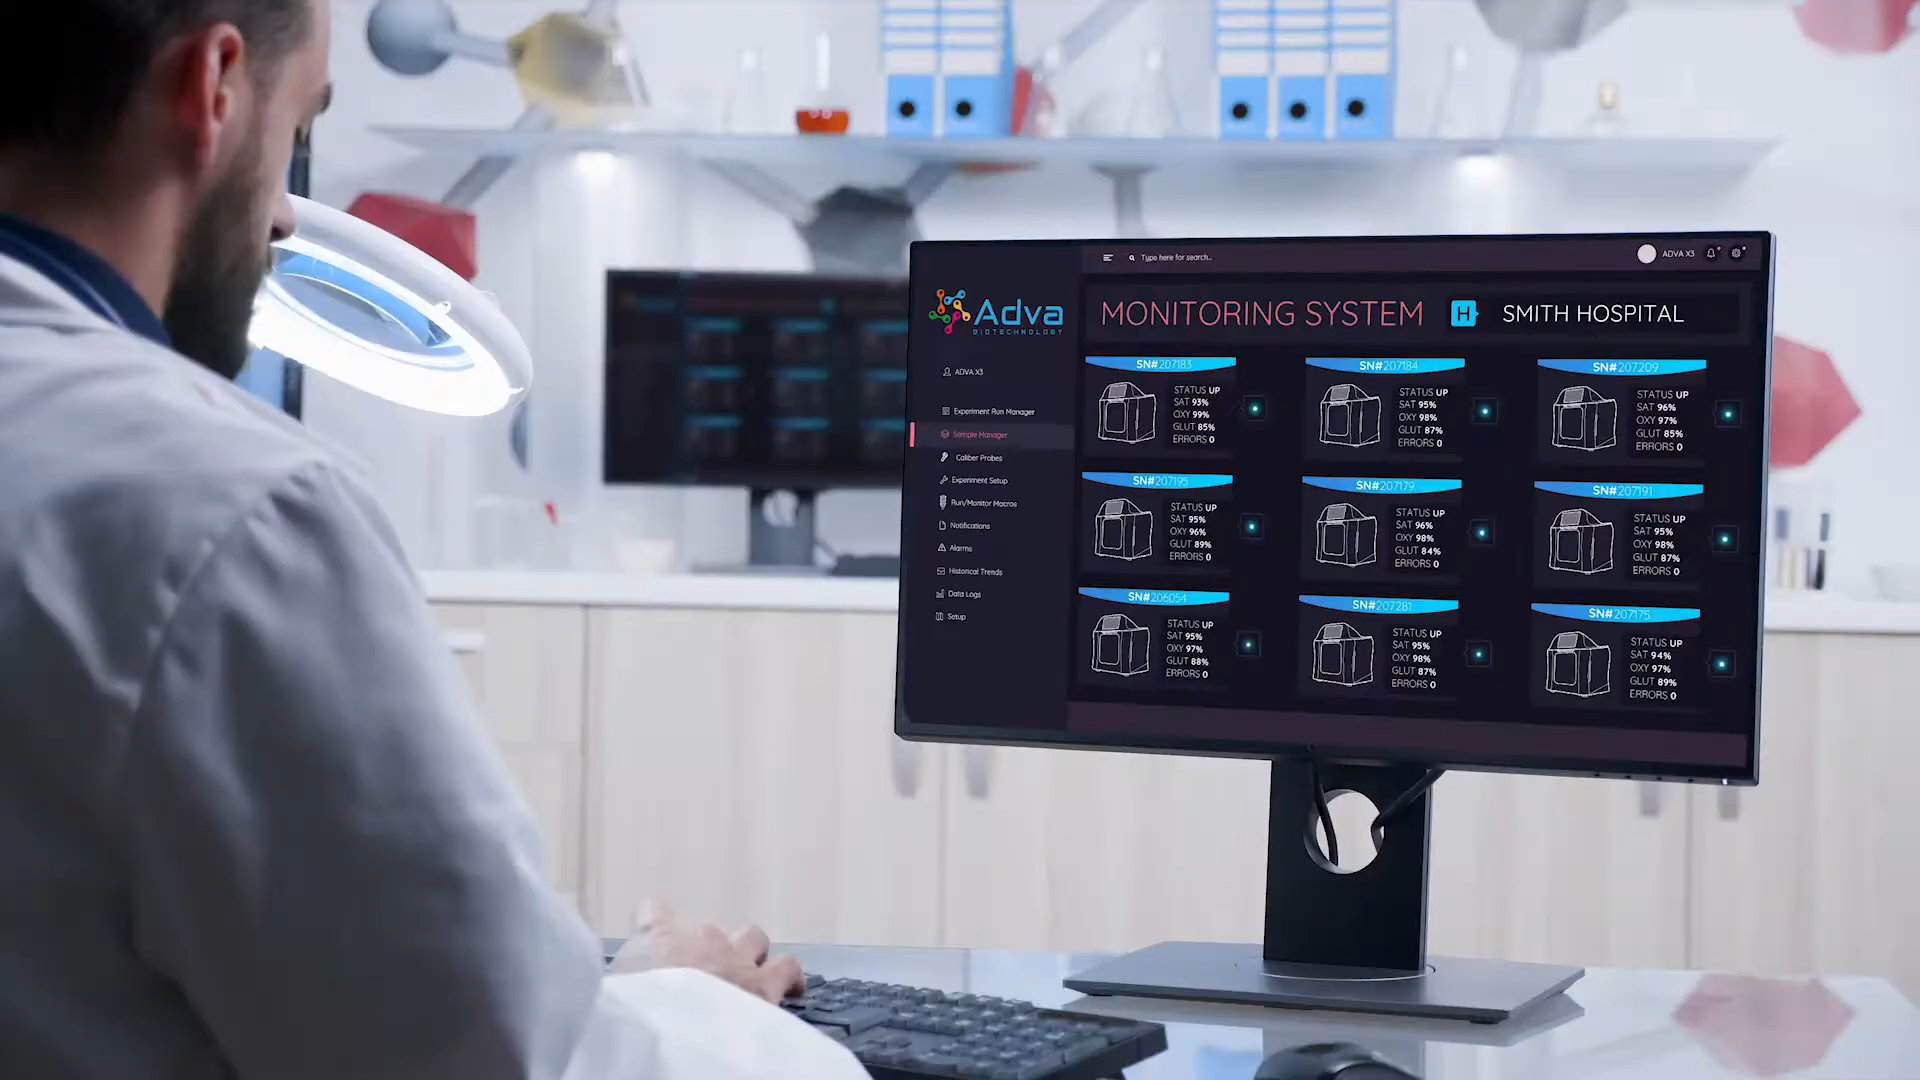 Type here for search..
ADVA X3
Adva
BIOTECHNOLOGY
MONITORING SYSTEM
H
SMITH HOSPITAL
ADVA X3
Experiment Run Manager
Sample Manager
Caliber Probes
Experiment Setup
Run/Monitor Macros
Notifications
Alarms
Historical Trends
Data Logs
Setup
SN#207183
STATUS UP
SAT 93%
OXY 99%
GLUT 85%
ERRORS 0
SN#207184
STATUS UP
SAT 95%
OXY 98%
GLUT 87%
ERRORS 0
SN#207209
STATUS UP
SAT 96%
OXY 97%
GLUT 85%
ERRORS 0
SN#207195
STATUS UP
SAT 95%
OXY 96%
GLUT 89%
ERRORS 0
SN#207179
STATUS UP
SAT 96%
OXY 98%
GLUT 84%
ERRORS 0
SN#207191
STATUS UP
SAT 95%
OXY 98%
GLUT 87%
ERRORS 0
SN#206054
STATUS UP
SAT 95%
OXY 97%
GLUT 88%
ERRORS 0
SN#207281
STATUS UP
SAT 95%
OXY 98%
GLUT 87%
ERRORS 0
SN#207175
STATUS UP
SAT 94%
OXY 97%
GLUT 89%
ERRORS 0